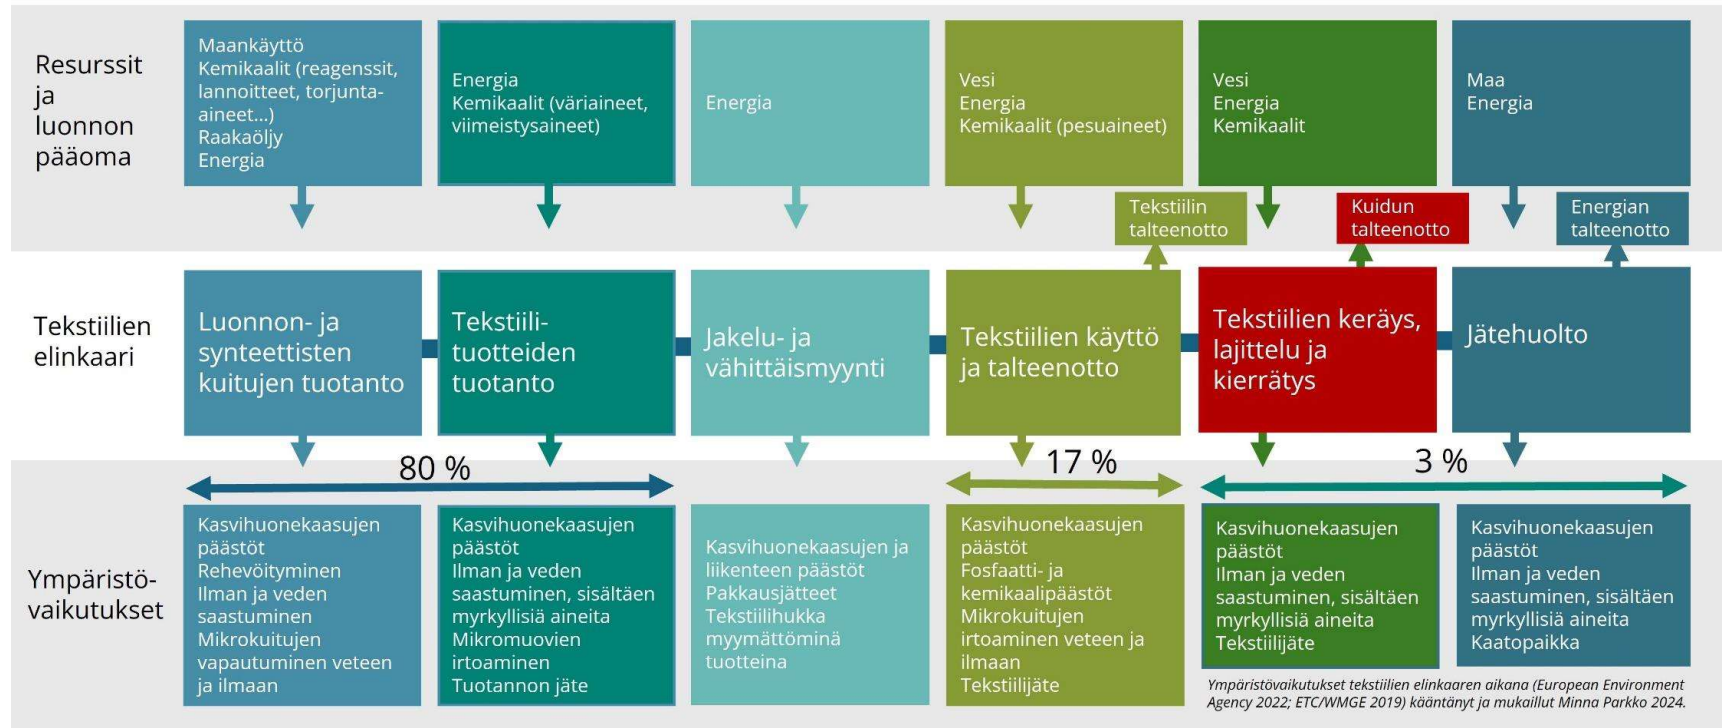 Resurssit
ja
luonnon
pääoma
Maankäyttö
Kemikaalit (reagenssit,
lannoitteet, torjunta-
aineet...)
Raakaöljy
Energia
Energia
Kemikaalit (väriaineet,
viimeistysaineet)
Energia
Vesi
Energia
Kemikaalit (pesuaineet)
Vesi
Energia
Kemikaalit
Maa
Energia
Tekstiilin
talteenotto
Kuidun
talteenotto
Energian
talteenotto
Tekstiilien
elinkaari
Luonnon- ja
synteettisten
kuitujen tuotanto
Tekstiili-
tuotteiden
tuotanto
Jakelu- ja
vähittäismyynti
Tekstiilien käyttö
ja talteenotto
Tekstiilien keräys,
lajittelu ja
kierrätys
Jätehuolto
80 %
17 %
3 %
Ympäristö-
vaikutukset
Kasvihuonekaasujen
päästöt
Rehevöityminen
Ilman ja veden
saastuminen
Mikrokuitujen
vapautuminen veteen
ja ilmaan
Kasvihuonekaasujen
päästöt
Ilman ja veden
saastuminen, sisältäen
myrkyllisiä aineita
Mikromuovien
irtoaminen
Tuotannon jäte
Kasvihuonekaasujen ja
liikenteen päästöt
Pakkausjätteet
Tekstiilihukka
myymättöminä
tuotteina
Kasvihuonekaasujen
päästöt
Fosfaatti- ja
kemikaalipäästöt
Mikrokuitujen
irtoaminen veteen ja
ilmaan
Tekstiilijäte
Kasvihuonekaasujen
päästöt
Ilman ja veden
saastuminen, sisältäen
myrkyllisiä aineita
Tekstiilijäte
Kasvihuonekaasujen
päästöt
Ilman ja veden
saastuminen, sisältäen
myrkyllisiä aineita
Kaatopaikka
Ympäristövaikutukset tekstiilien elinkaaren aikana (European Environment
Agency 2022; ETC/WMGE 2019) kääntänyt ja mukaillut Minna Parkko 2024.